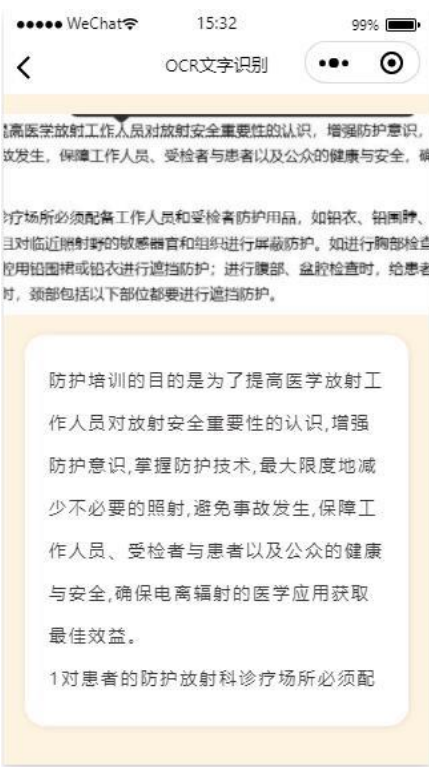 WeChat
15:32
99%
OCR文字识别
高医学放射工作人员对放射安全重要性的认识，增强防护意识，
故发生，保障工作人员、受检者与患者以及公众的健康与安全，确
疗场所必须配备工作人员和受检者防护用品，如铅衣、铅围脖、
且对临近照射野的敏感器官和组织进行屏蔽防护。如进行胸部检查
腔用铅围裙或铅衣进行遮挡防护；进行腹部、盆腔检查时，给患者
时，颈部包括以下部位都要进行遮挡防护。
防护培训的目的是为了提高医学放射工
作人员对放射安全重要性的认识,增强
防护意识,掌握防护技术,最大限度地减
少不必要的照射,避免事故发生,保障工
作人员、受检者与患者以及公众的健康
与安全,确保电离辐射的医学应用获取
最佳效益。
1对患者的防护放射科诊疗场所必须配